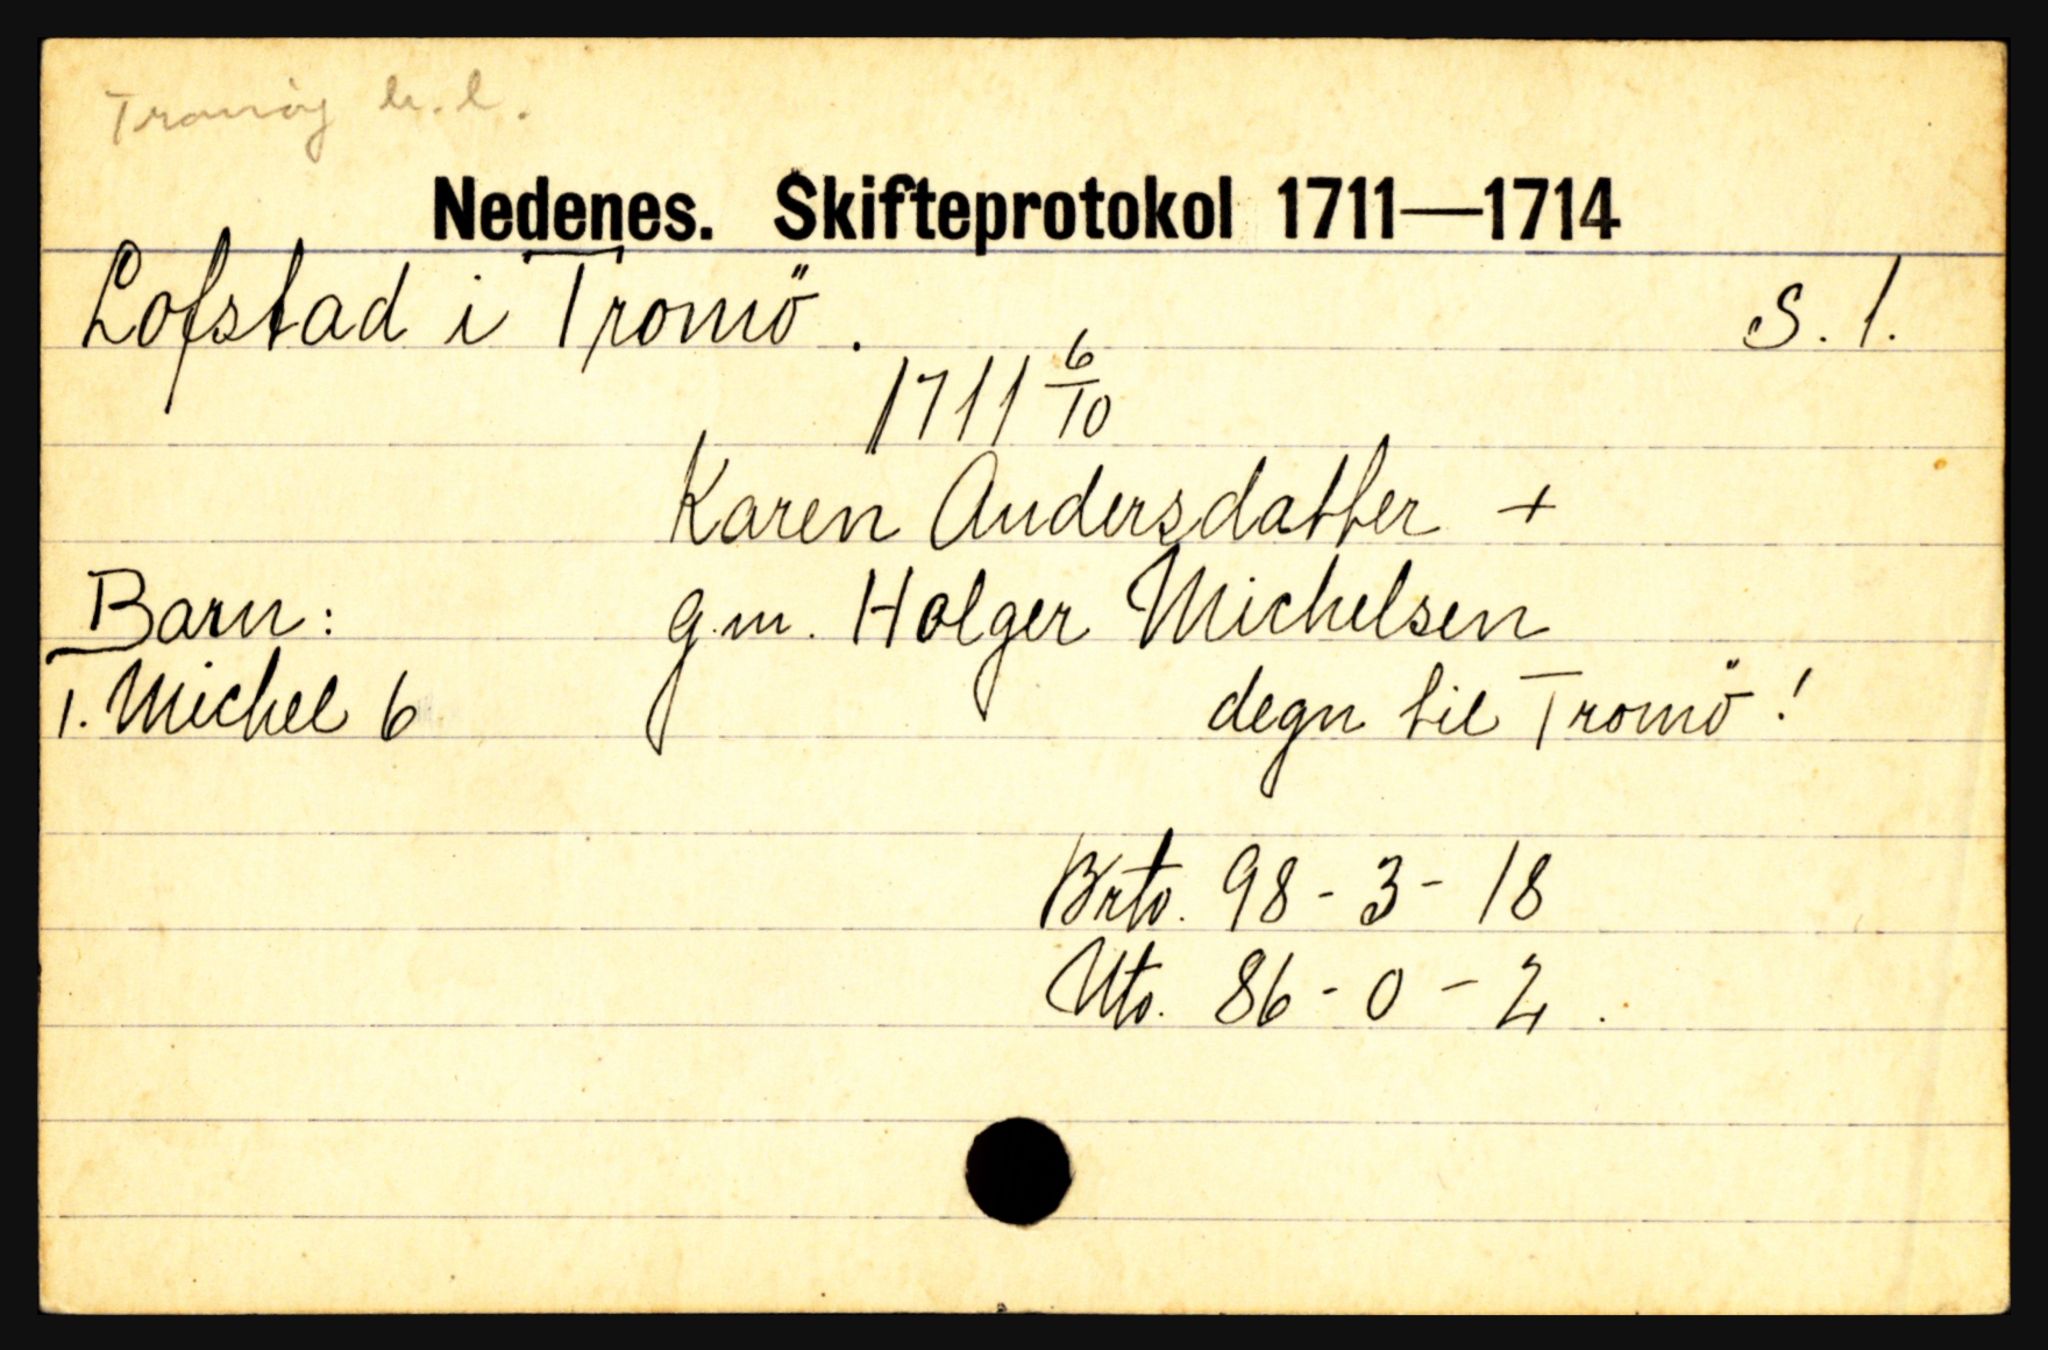 Tromöy h.l.
Nedenes. Skifteprotokol 1711—1714
Lofstad i Tromö. S. 1.
1711 6/10
Karen Andersdatter +
Barn: g.m. Holger Michelsen
1. Michel 6 degn til Tromö!
Brto. 98 - 3 - 18
Nto. 86 - 0 - 2.